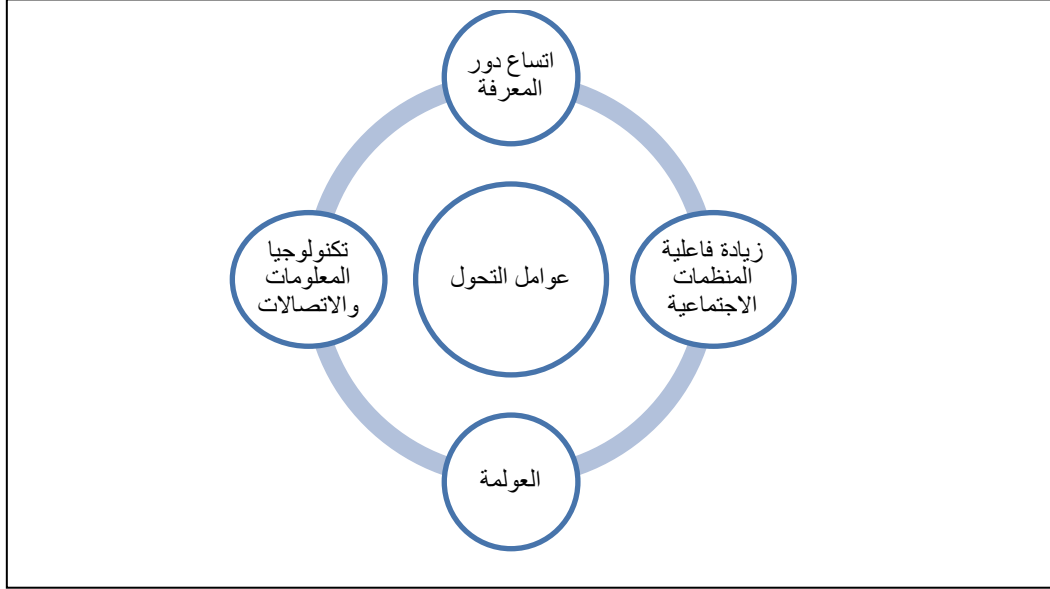 اتساع دور
المعرفة
زيادة فاعلية
المنظمات
الاجتماعية
عوامل التحول
تكنولوجيا
المعلومات
والاتصالات
العولمة